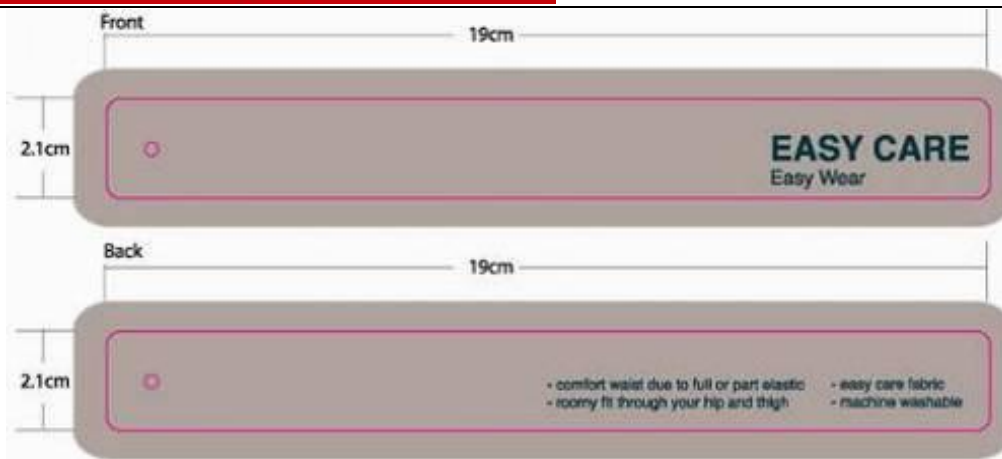 Front
19cm
2.1cm
EASY CARE
Easy Wear
Back
19cm
2.1cm
- comfort waist due to full or part elastic
- roomy fit through your hip and thigh
- easy care fabric
- machine washable